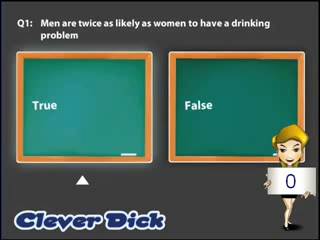 Q1: Men are twice as likely as women to have a drinking
problem
True
False
0
Clever Dick